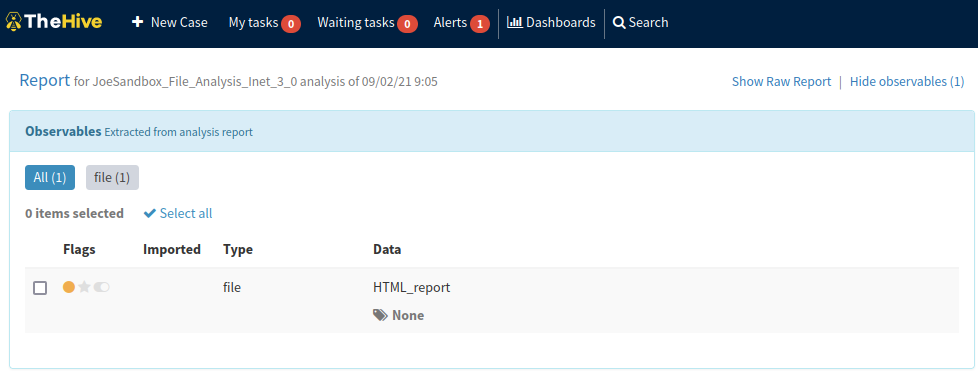 TheHive + New Case My tasks 0 Waiting tasks 0 Alerts 1 Dashboards Search
Report for JoeSandbox_File_Analysis_Inet_3_0 analysis of 09/02/21 9:05 Show Raw Report | Hide observables (1)
Observables Extracted from analysis report
All (1) file (1)
0 items selected Select all
Flags Imported Type Data
file HTML_report
None